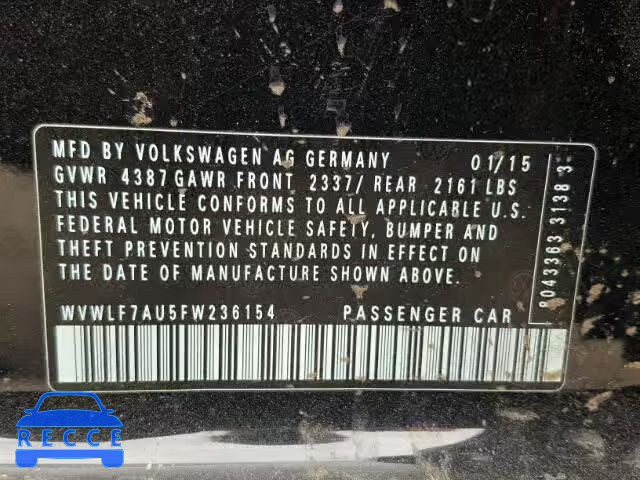 MFD BY VOLKSWAGEN AG GERMANY 01/15
GVWR 4387 GAWR FRONT 2337/ REAR 2161 LBS
THIS VEHICLE CONFORMS TO ALL APPLICABLE U.S.
FEDERAL MOTOR VEHICLE SAFETY, BUMPER AND
THEFT PREVENTION STANDARDS IN EFFECT ON
THE DATE OF MANUFACTURE SHOWN ABOVE.
WVWLF7AU5FW236154 PASSENGER CAR
8043363 3138 3
RECCE